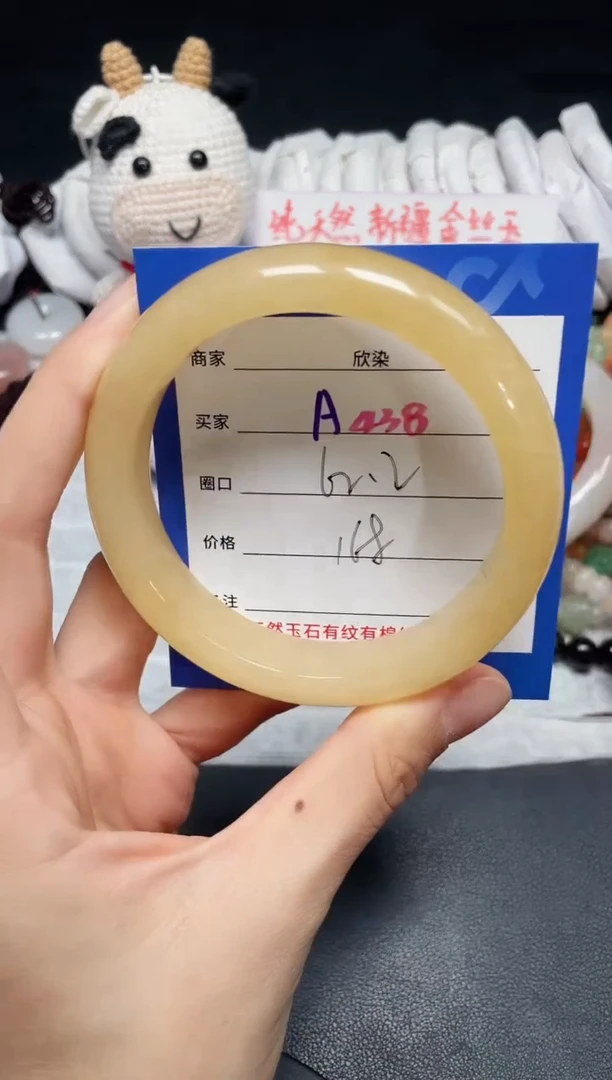 纯天然新疆金丝玉
商家 欣染
买家 A 438
圈口 62.2
价格 168
注
然玉石有纹有棉